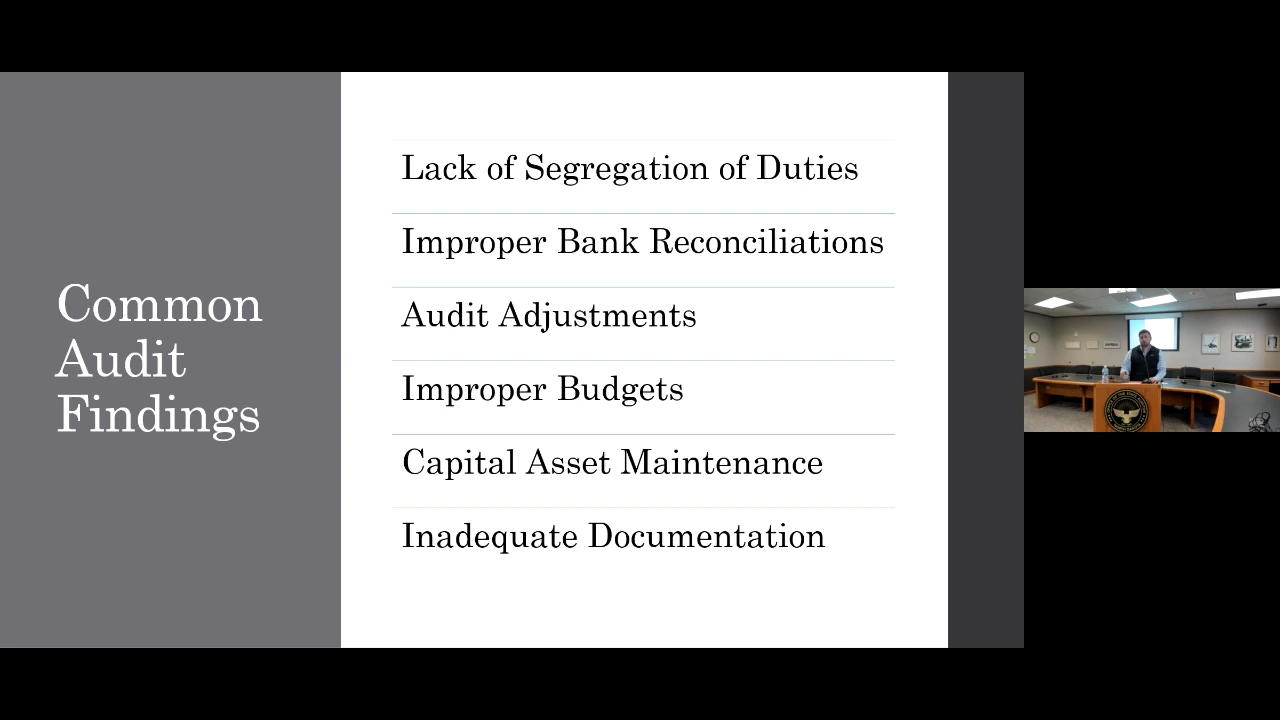 Common
Audit
Findings
Lack of Segregation of Duties
Improper Bank Reconciliations
Audit Adjustments
Improper Budgets
Capital Asset Maintenance
Inadequate Documentation